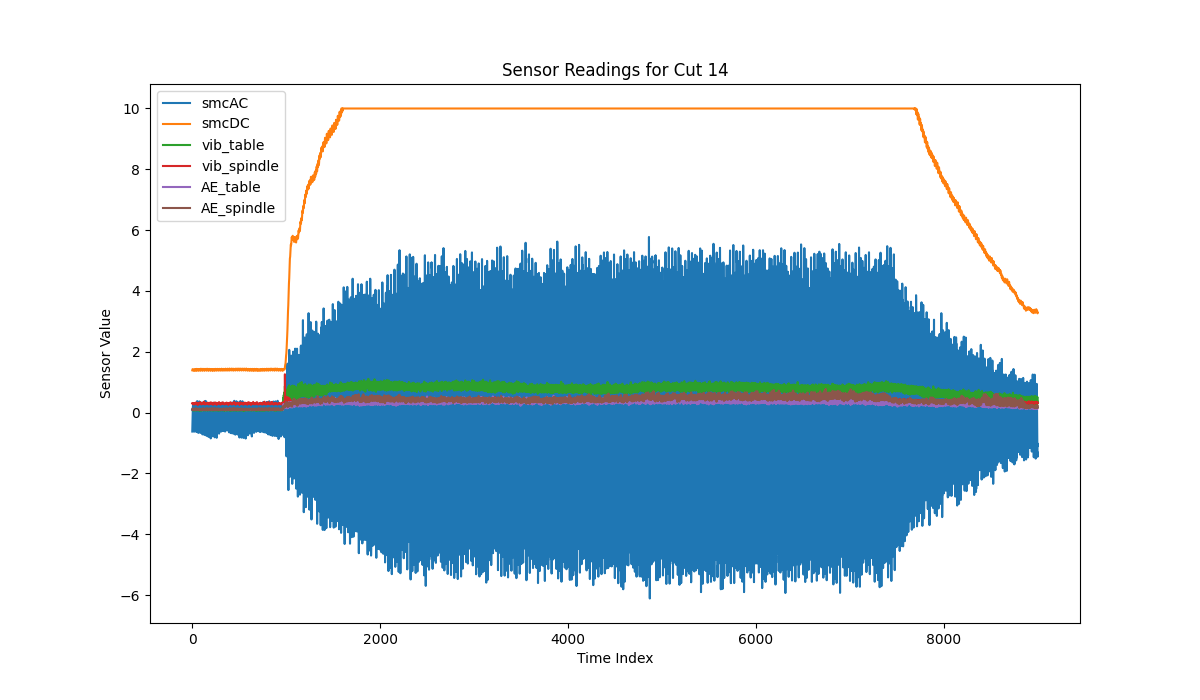 Sensor Readings for Cut 14
smcAC
smcDC
vib_table
vib_spindle
AE_table
AE_spindle
Sensor Value
10
8
6
4
2
0
−2
−4
−6
0 2000 4000 6000 8000
Time Index